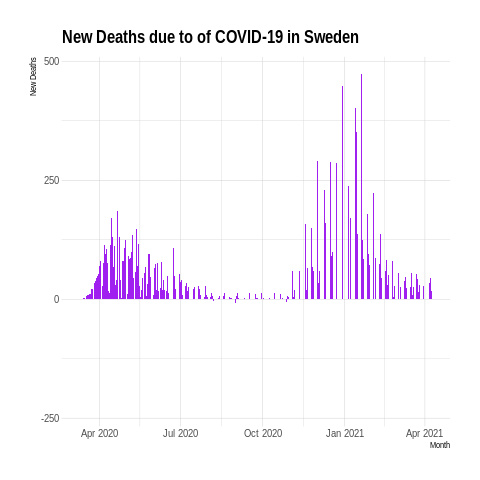 New Deaths due to of COVID-19 in Sweden
New Deaths
500
250
0
-250
Apr 2020 Jul 2020 Oct 2020 Jan 2021 Apr 2021
Month